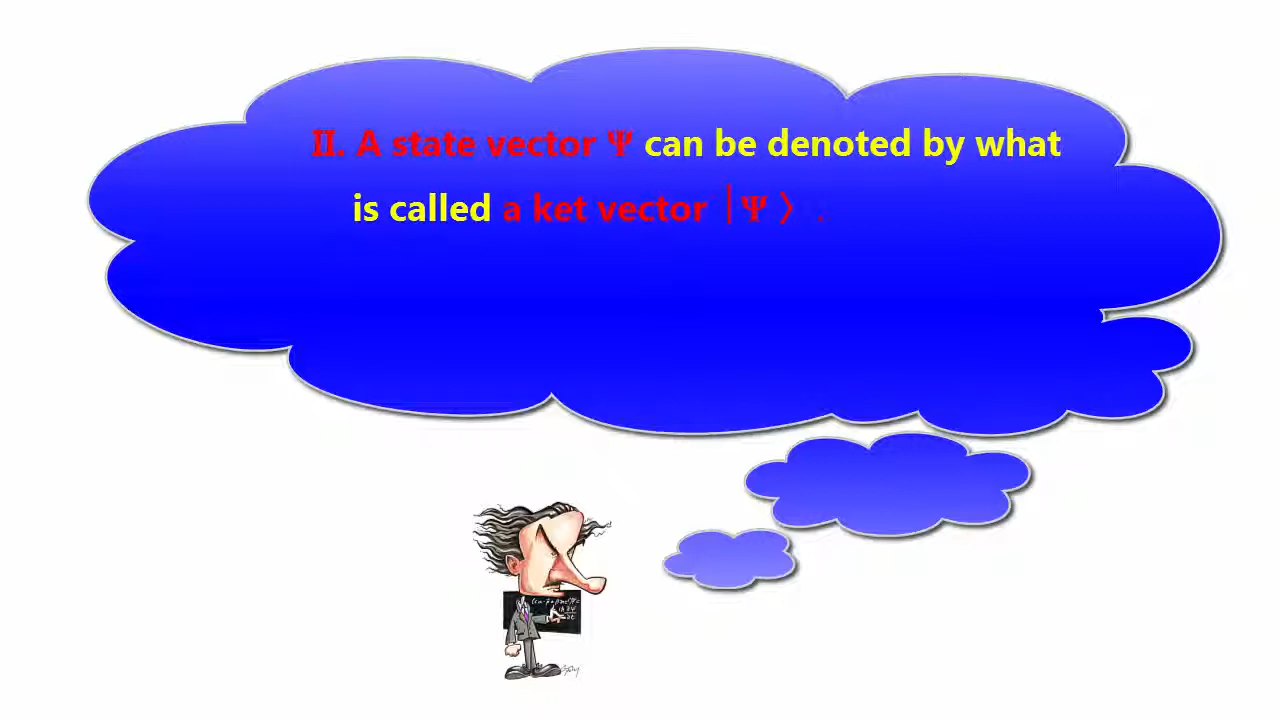 II. A state vector Ψ can be denoted by what
is called a ket vector |Ψ〉.